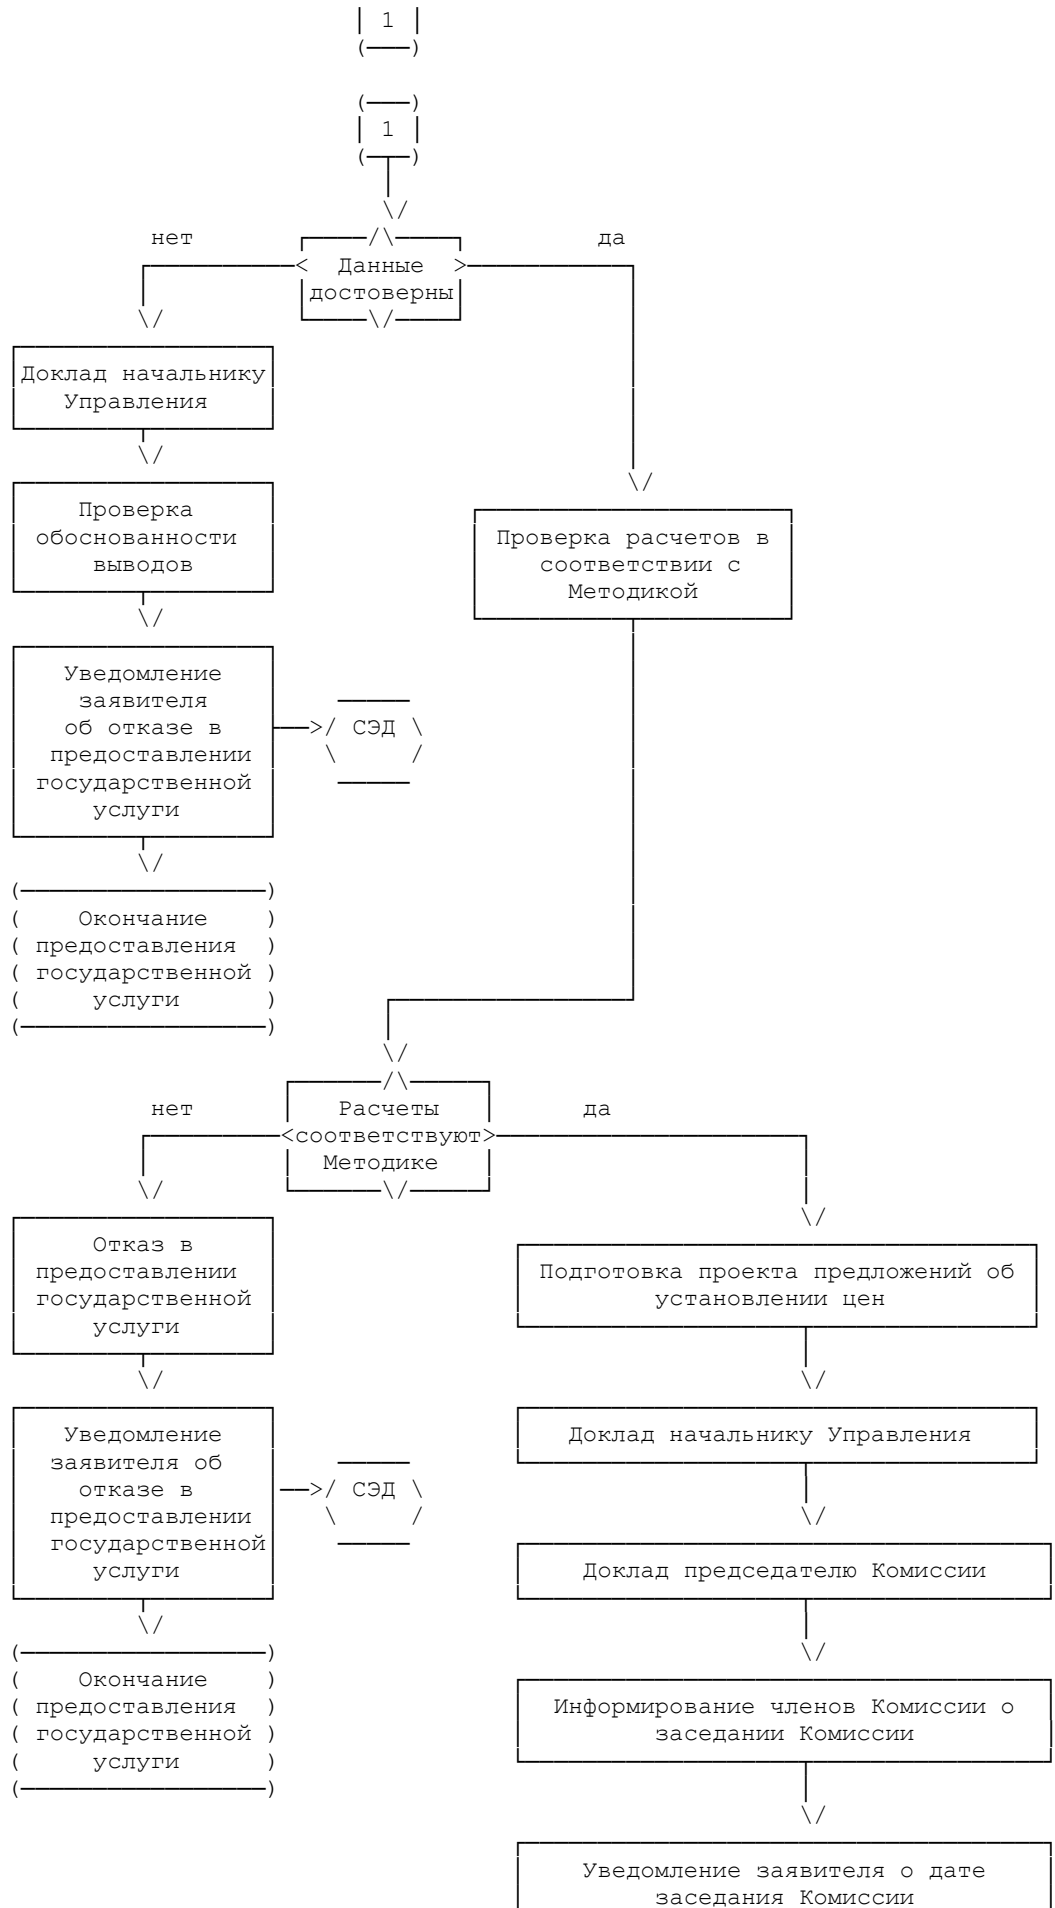 1
1
нет
да
Данные
достоверны
Доклад начальнику
Управления
Проверка
обоснованности
выводов
Проверка расчетов в
соответствии с
Методикой
Уведомление
заявителя
об отказе в
предоставлении
государственной
услуги
СЭД
Окончание
предоставления
государственной
услуги
нет
да
Расчеты
соответствуют
Методике
Отказ в
предоставлении
государственной
услуги
Подготовка проекта предложений об
установлении цен
Уведомление
заявителя об
отказе в
предоставлении
государственной
услуги
СЭД
Доклад начальнику Управления
Доклад председателю Комиссии
Окончание
предоставления
государственной
услуги
Информирование членов Комиссии о
заседании Комиссии
Уведомление заявителя о дате
заседания Комиссии